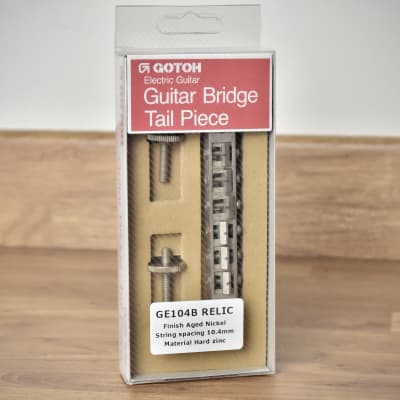 GOTOH
Electric Guitar
Guitar Bridge
Tail Piece
GE104B RELIC
Finish Aged Nickel
String spacing 10.4mm
Material Hard zinc